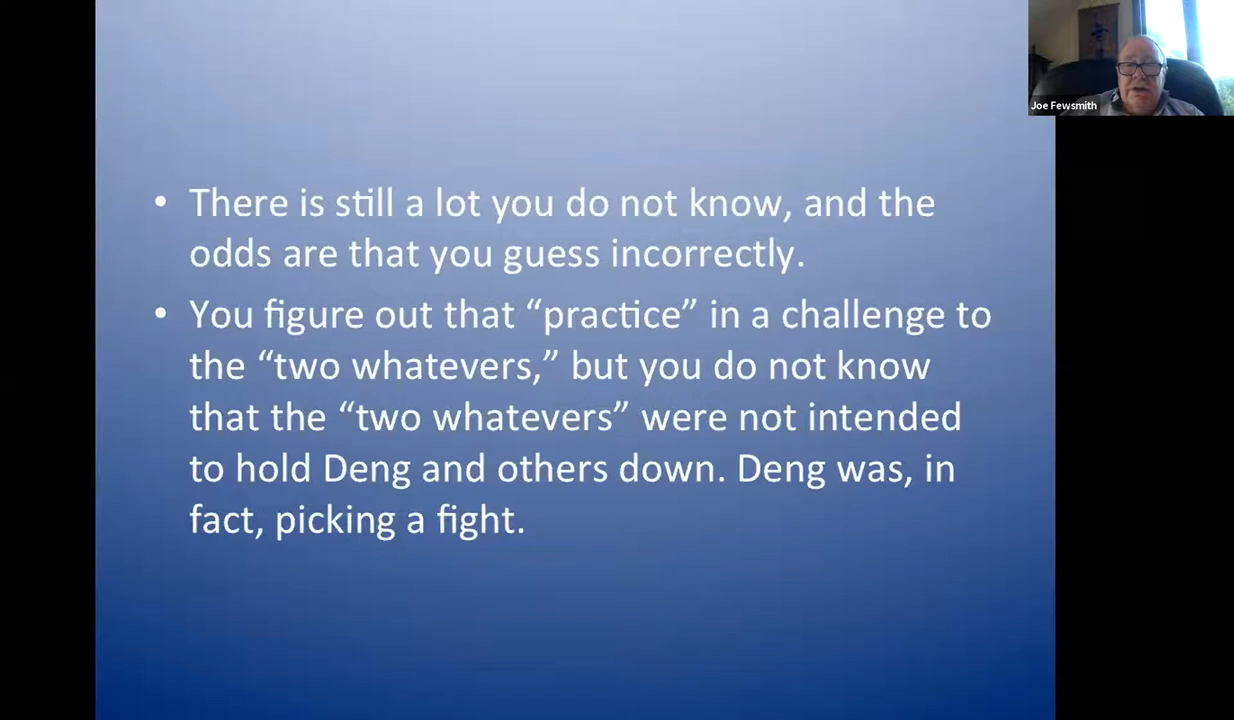 • There is still a lot you do not know, and the
odds are that you guess incorrectly.
• You figure out that “practice” in a challenge to
the “two whatevers,” but you do not know
that the “two whatevers” were not intended
to hold Deng and others down. Deng was, in
fact, picking a fight.
Joe Fewsmith